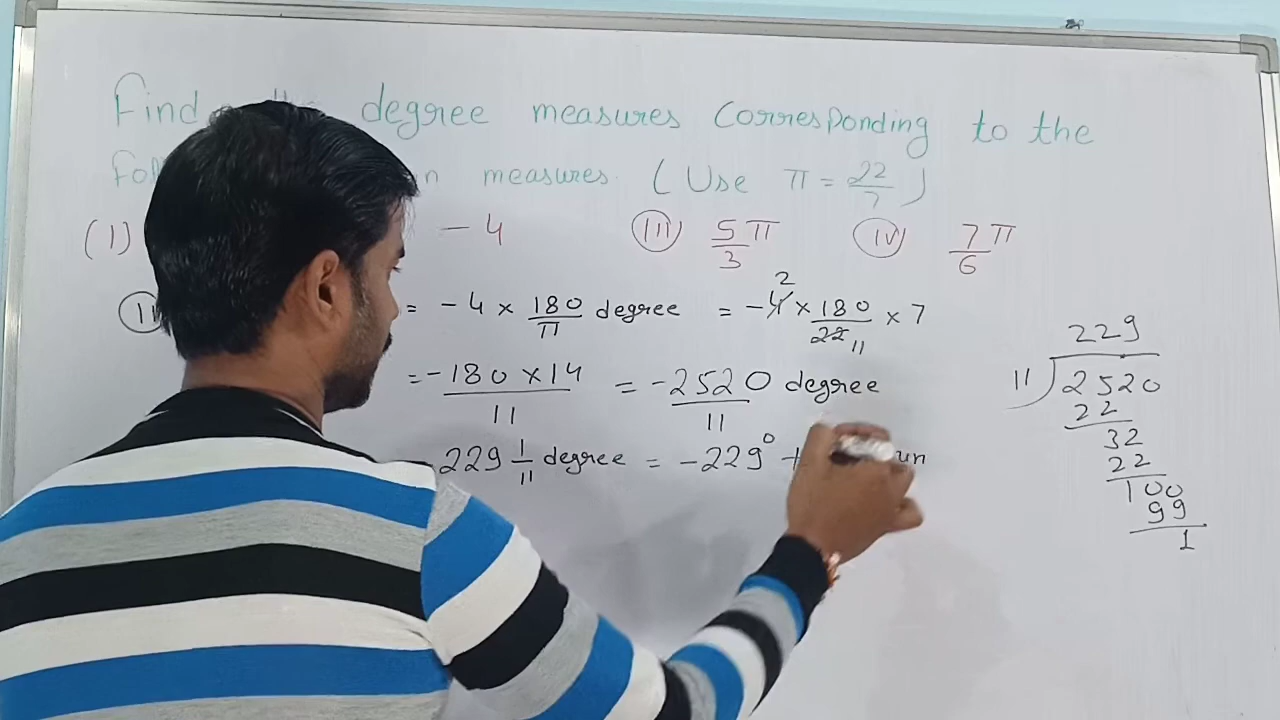 Find degree measures corresponding to the
measures. (Use π = 22/7)
(I) - 4 (III) 5π/3 (IV) 7π/6
= - 4 × 180/π degree = - 4 × 180/22 × 7
2
11
= -180 × 14/11 = -2520/11 degree
229 1/11 degree = -229° +
229
11 ) 2520
22
32
22
100
99
1